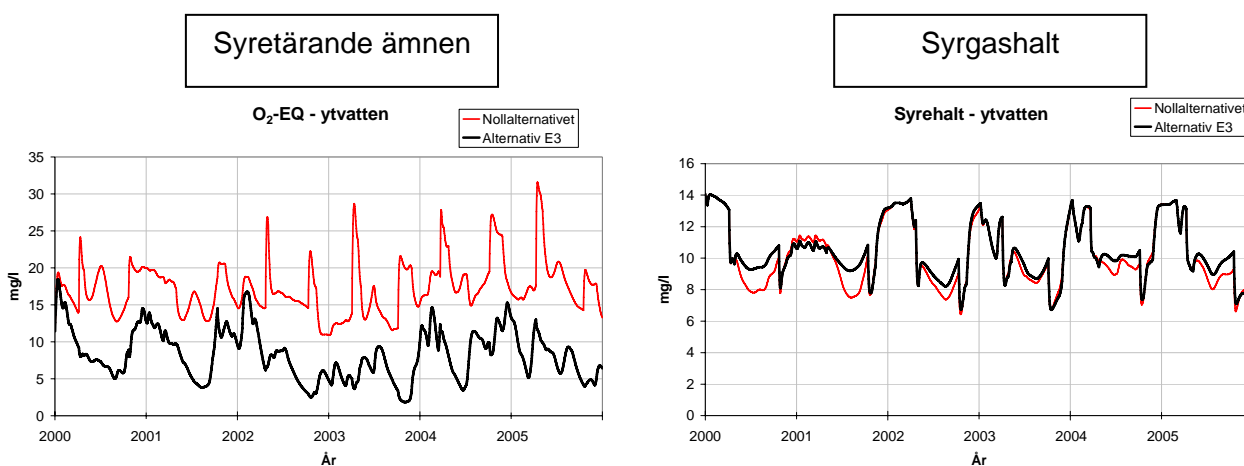 Syretärande ämnen
O2-EQ - ytvatten
Nollalternativet
Alternativ E3
35
30
25
20
15
10
5
0
mg/l
2000 2001 2002 2003 2004 2005
År
Syrgashalt
Syrehalt - ytvatten
Nollalternativet
Alternativ E3
16
14
12
10
8
6
4
2
0
mg/l
2000 2001 2002 2003 2004 2005
År